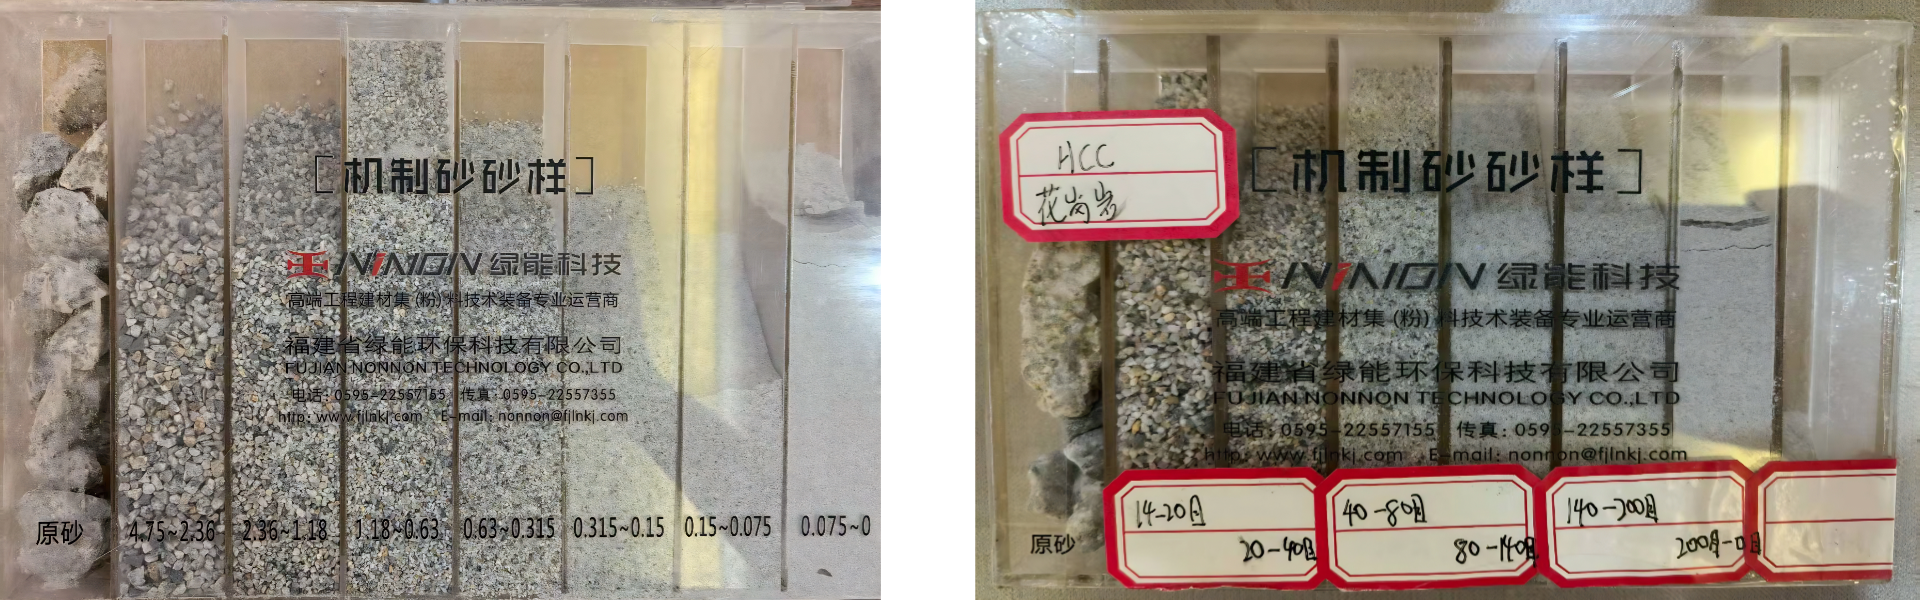 [机制砂砂样]
NiNON 绿能科技
高端工程建材集(粉)料技术装备专业运营商
福建省绿能环保科技有限公司
FUJIAN NONNON TECHNOLOGY CO.,LTD
电话: 0595-22557155 传真: 0595-22557355
http: www.fjlnkj.com E-mail: nonnon@fjlnkj.com
原砂 4.75~2.36 2.36~1.18 1.18~0.63 0.63~0.315 0.315~0.15 0.15~0.075 0.075~0
HCC
花岗岩
[机制砂砂样]
NiNON 绿能科技
高端工程建材集(粉)料技术装备专业运营商
福建省绿能环保科技有限公司
FUJIAN NONNON TECHNOLOGY CO.,LTD
电话: 0595-22557155 传真: 0595-22557355
http: www.fjlnkj.com E-mail: nonnon@fjlnkj.com
原砂
14-20目
20-40目
40-80目
80-140目
140-200目
200目-0目